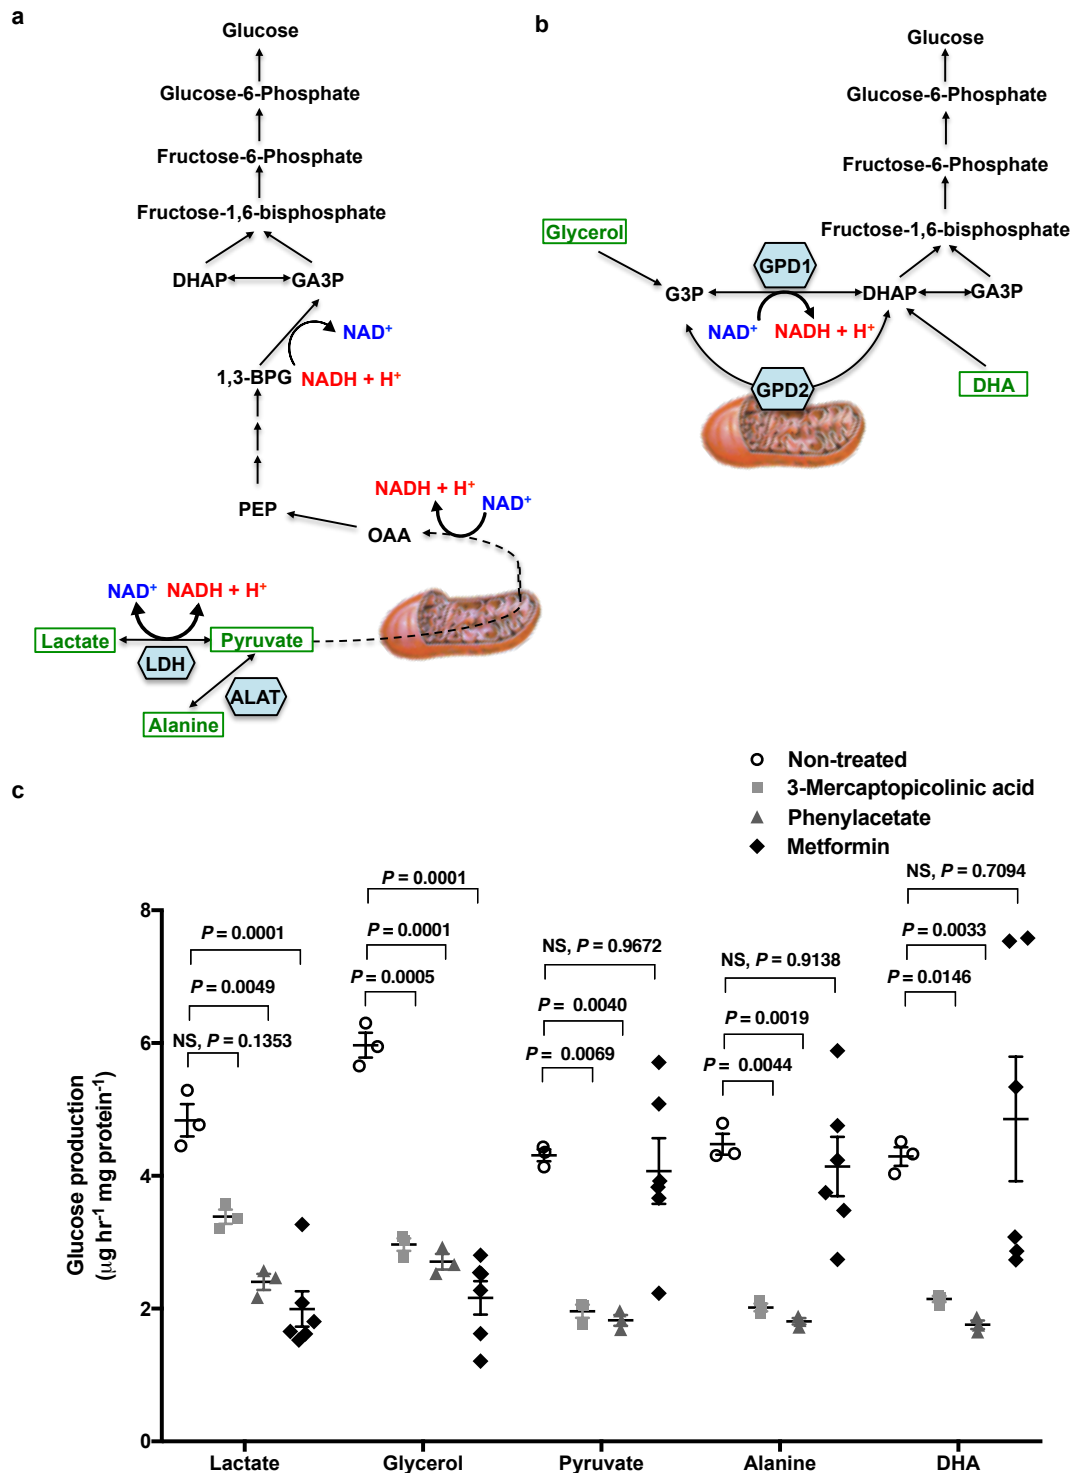 a
Glucose
Glucose-6-Phosphate
Fructose-6-Phosphate
Fructose-1,6-bisphosphate
DHAP
GA3P
NAD+
1,3-BPG
NADH + H+
PEP
NADH + H+
NAD+
OAA
NAD+
NADH + H+
Lactate
Pyruvate
LDH
ALAT
Alanine
b
Glucose
Glucose-6-Phosphate
Fructose-6-Phosphate
Fructose-1,6-bisphosphate
Glycerol
GPD1
G3P
DHAP
GA3P
NAD+
NADH + H+
GPD2
DHA
c
Non-treated
3-Mercaptopicolinic acid
Phenylacetate
Metformin
P = 0.0001
P = 0.0049
NS, P = 0.1353
P = 0.0001
P = 0.0001
P = 0.0005
NS, P = 0.9672
P = 0.0040
P = 0.0069
NS, P = 0.9138
P = 0.0019
P = 0.0044
NS, P = 0.7094
P = 0.0033
P = 0.0146
Glucose production
(μg hr-1 mg protein-1)
8
6
4
2
0
Lactate
Glycerol
Pyruvate
Alanine
DHA